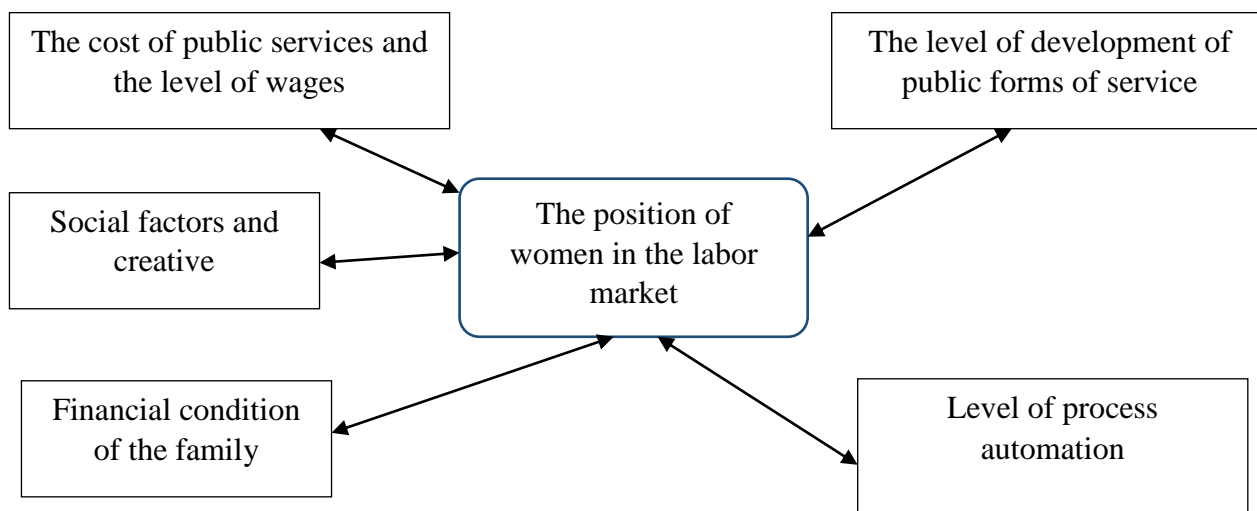 The cost of public services and
the level of wages
The level of development of
public forms of service
Social factors and
creative
The position of
women in the labor
market
Financial condition
of the family
Level of process
automation